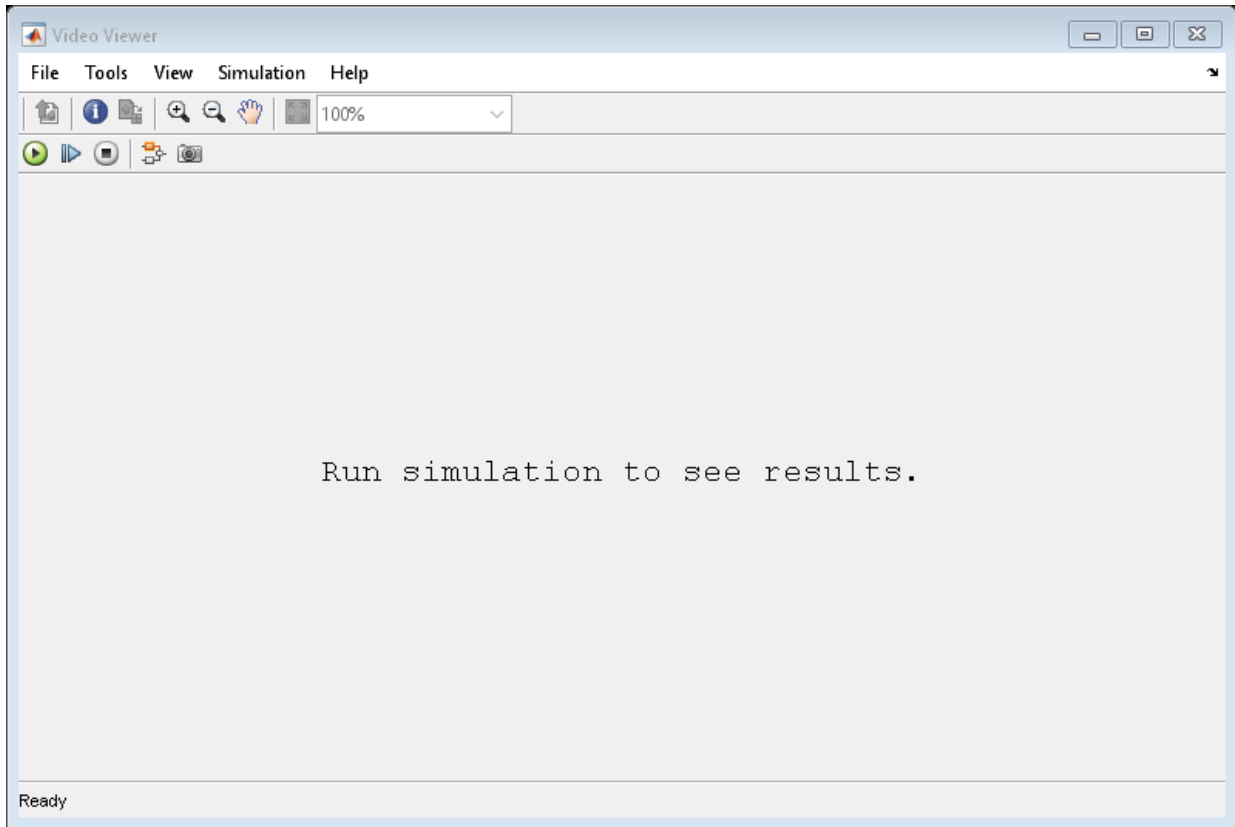 Video Viewer
File Tools View Simulation Help
100%
Run simulation to see results.
Ready